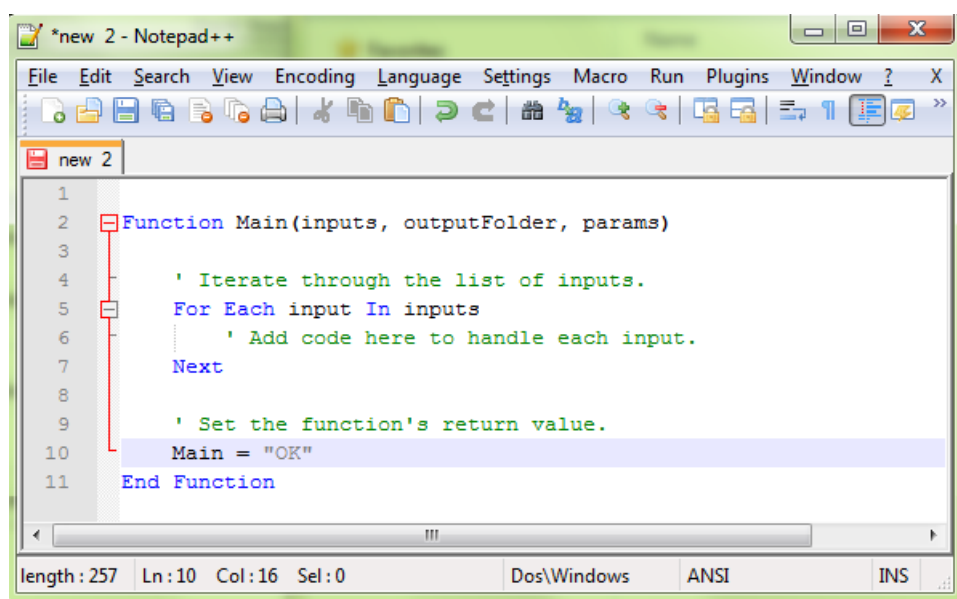 *new 2 - Notepad++
File Edit Search View Encoding Language Settings Macro Run Plugins Window ? X
new 2
1
2 Function Main(inputs, outputFolder, params)
3
4 ' Iterate through the list of inputs.
5 For Each input In inputs
6 ' Add code here to handle each input.
7 Next
8
9 ' Set the function's return value.
10 Main = "OK"
11 End Function
length : 257 Ln : 10 Col : 16 Sel : 0 Dos\Windows ANSI INS